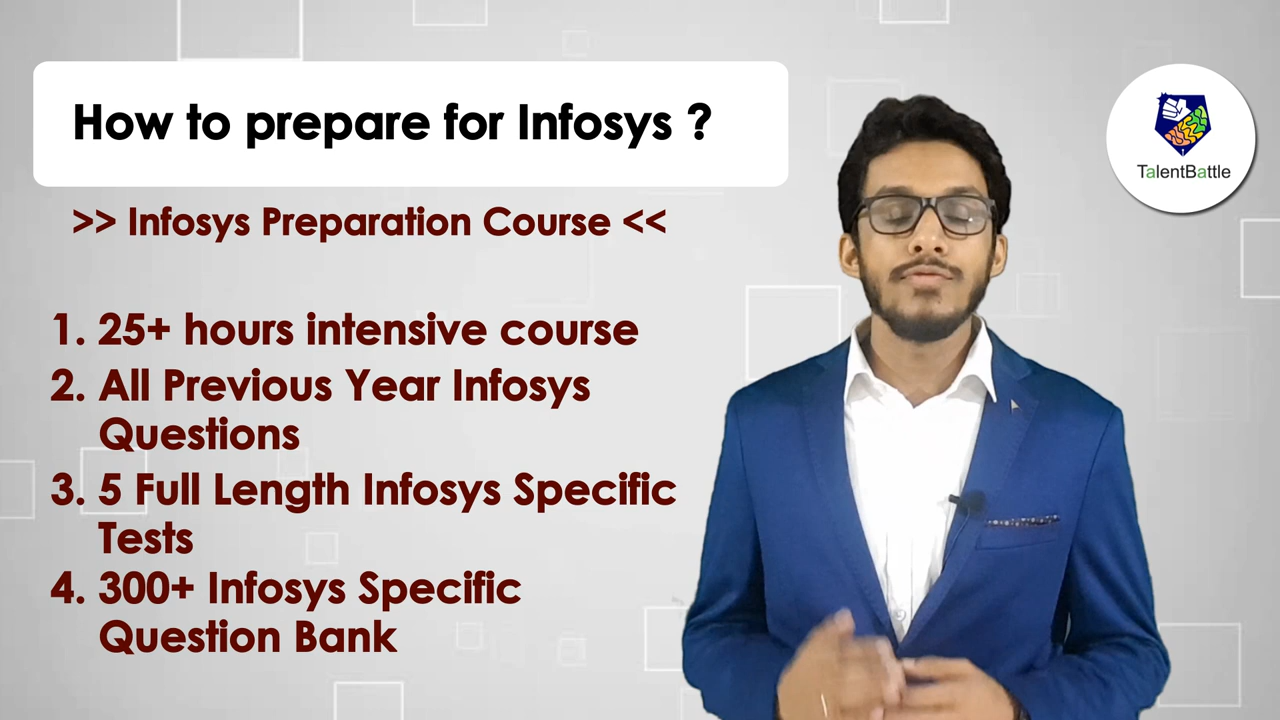 How to prepare for Infosys ?
TalentBattle
>> Infosys Preparation Course <<
1. 25+ hours intensive course
2. All Previous Year Infosys
Questions
3. 5 Full Length Infosys Specific
Tests
4. 300+ Infosys Specific
Question Bank